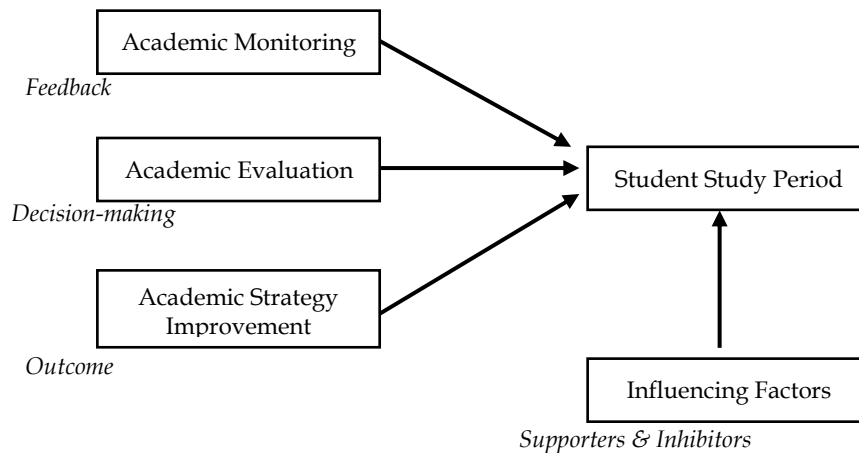 Academic Monitoring
Feedback
Academic Evaluation
Decision-making
Academic Strategy
Improvement
Outcome
Student Study Period
Influencing Factors
Supporters & Inhibitors